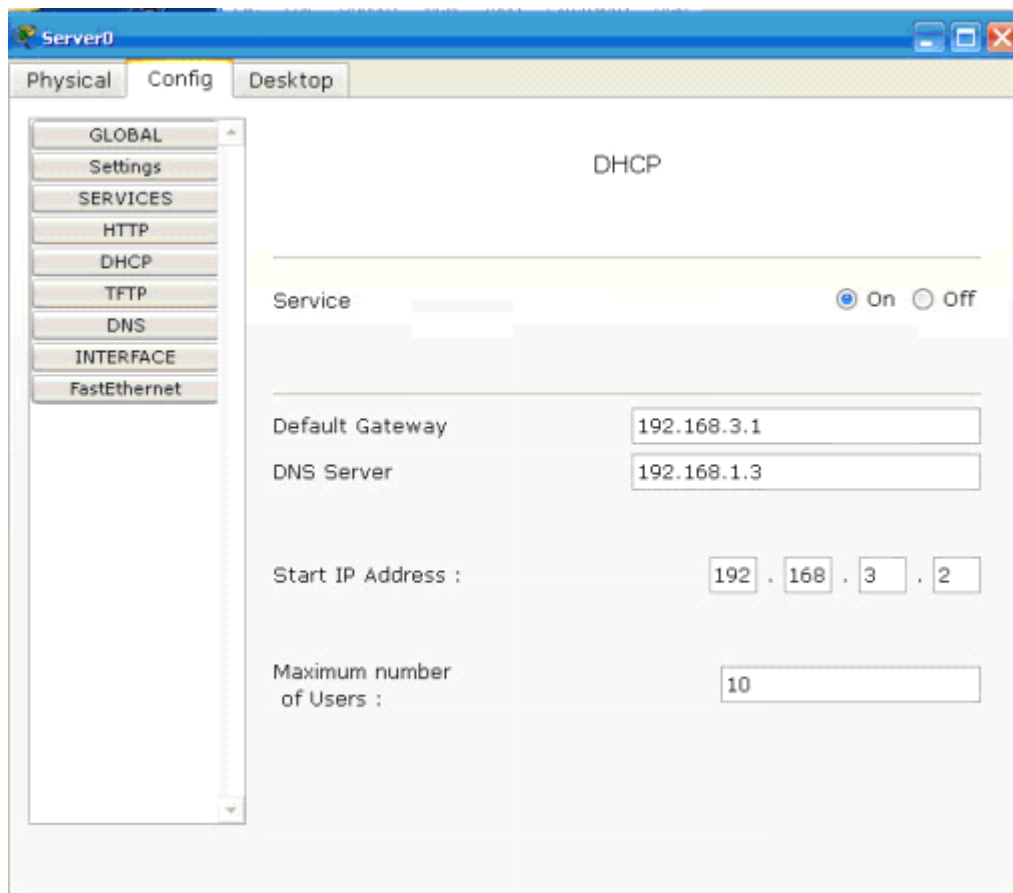 Server0
Physical Config Desktop
GLOBAL
Settings
SERVICES
HTTP
DHCP
TFTP
DNS
INTERFACE
FastEthernet
DHCP
Service On Off
Default Gateway 192.168.3.1
DNS Server 192.168.1.3
Start IP Address : 192 . 168 . 3 . 2
Maximum number
of Users : 10